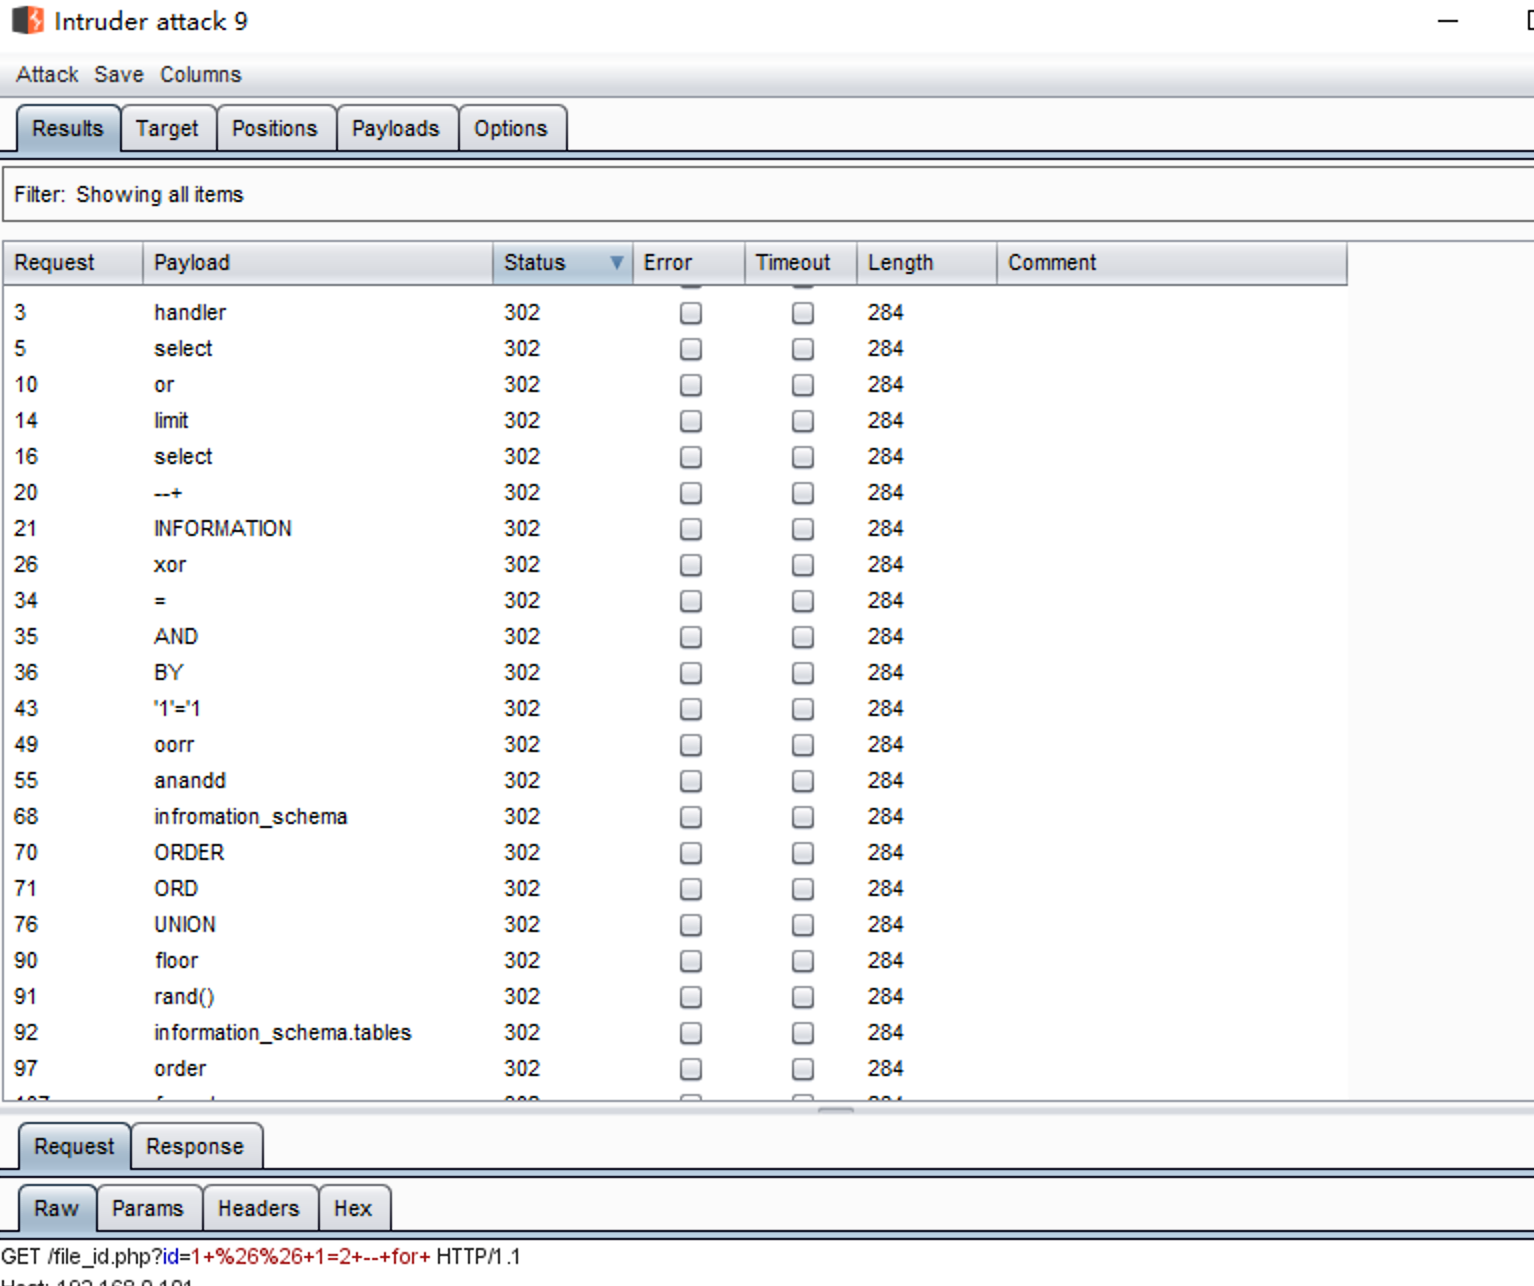 Intruder attack 9
Attack Save Columns
Results Target Positions Payloads Options
Filter: Showing all items
Request Payload Status Error Timeout Length Comment
3 handler 302 284
5 select 302 284
10 or 302 284
14 limit 302 284
16 select 302 284
20 --+ 302 284
21 INFORMATION 302 284
26 xor 302 284
34 = 302 284
35 AND 302 284
36 BY 302 284
43 '1'='1 302 284
49 oorr 302 284
55 anandd 302 284
68 infromation_schema 302 284
70 ORDER 302 284
71 ORD 302 284
76 UNION 302 284
90 floor 302 284
91 rand() 302 284
92 information_schema.tables 302 284
97 order 302 284
Request Response
Raw Params Headers Hex
GET /file_id.php?id=1+%26%26+1=2+--+for+ HTTP/1.1